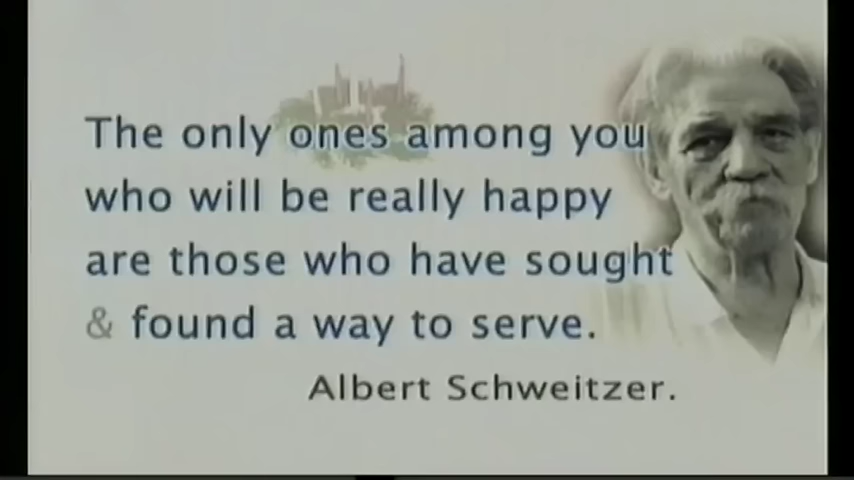 The only ones among you
who will be really happy
are those who have sought
& found a way to serve.
Albert Schweitzer.